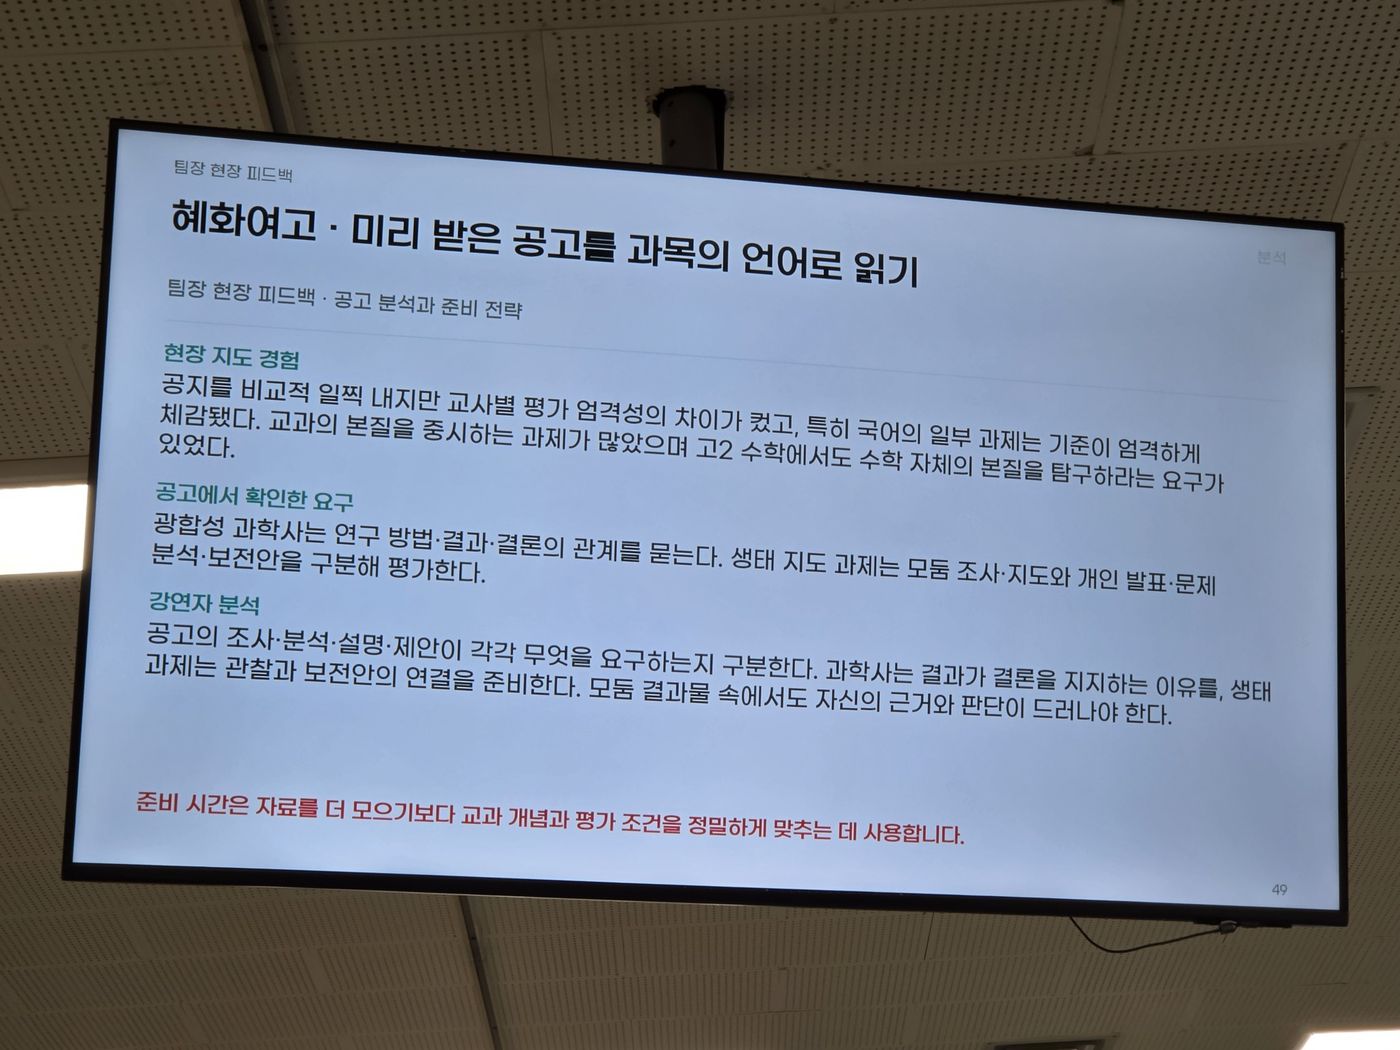 팀장 현장 피드백
혜화여고 · 미리 받은 공고를 과목의 언어로 읽기
분석
팀장 현장 피드백 · 공고 분석과 준비 전략
현장 지도 경험
공지를 비교적 일찍 내지만 교사별 평가 엄격성의 차이가 컸고, 특히 국어의 일부 과제는 기준이 엄격하게
체감됐다. 교과의 본질을 중시하는 과제가 많았으며 고2 수학에서도 수학 자체의 본질을 탐구하라는 요구가
있었다.
공고에서 확인한 요구
광합성 과학사는 연구 방법·결과·결론의 관계를 묻는다. 생태 지도 과제는 모둠 조사·지도와 개인 발표·문제
분석·보전안을 구분해 평가한다.
강연자 분석
공고의 조사·분석·설명·제안이 각각 무엇을 요구하는지 구분한다. 과학사는 결과가 결론을 지지하는 이유를, 생태
과제는 관찰과 보전안의 연결을 준비한다. 모둠 결과물 속에서도 자신의 근거와 판단이 드러나야 한다.
준비 시간은 자료를 더 모으기보다 교과 개념과 평가 조건을 정밀하게 맞추는 데 사용합니다.
49